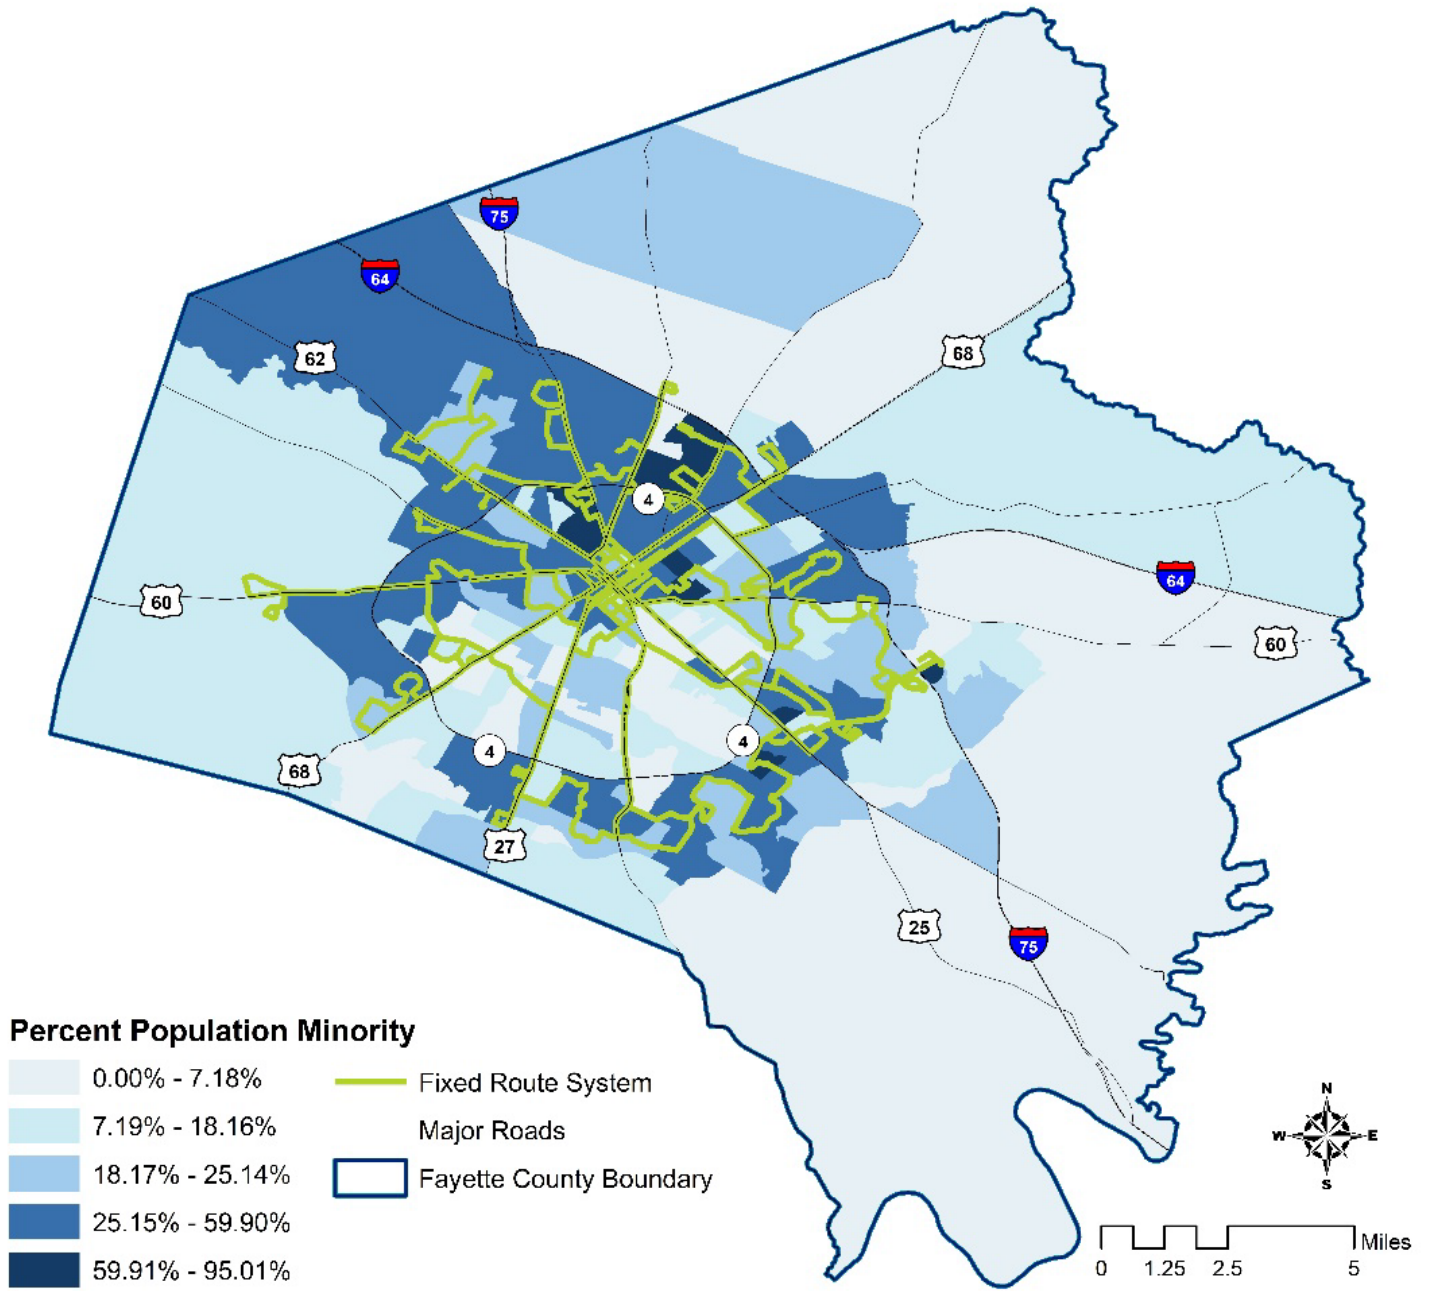 75
64
62
68
4
60
64
60
4
4
68
27
25
75
Percent Population Minority
0.00% - 7.18%
7.19% - 18.16%
18.17% - 25.14%
25.15% - 59.90%
59.91% - 95.01%
Fixed Route System
Major Roads
Fayette County Boundary
N
W E
S
Miles
0 1.25 2.5 5